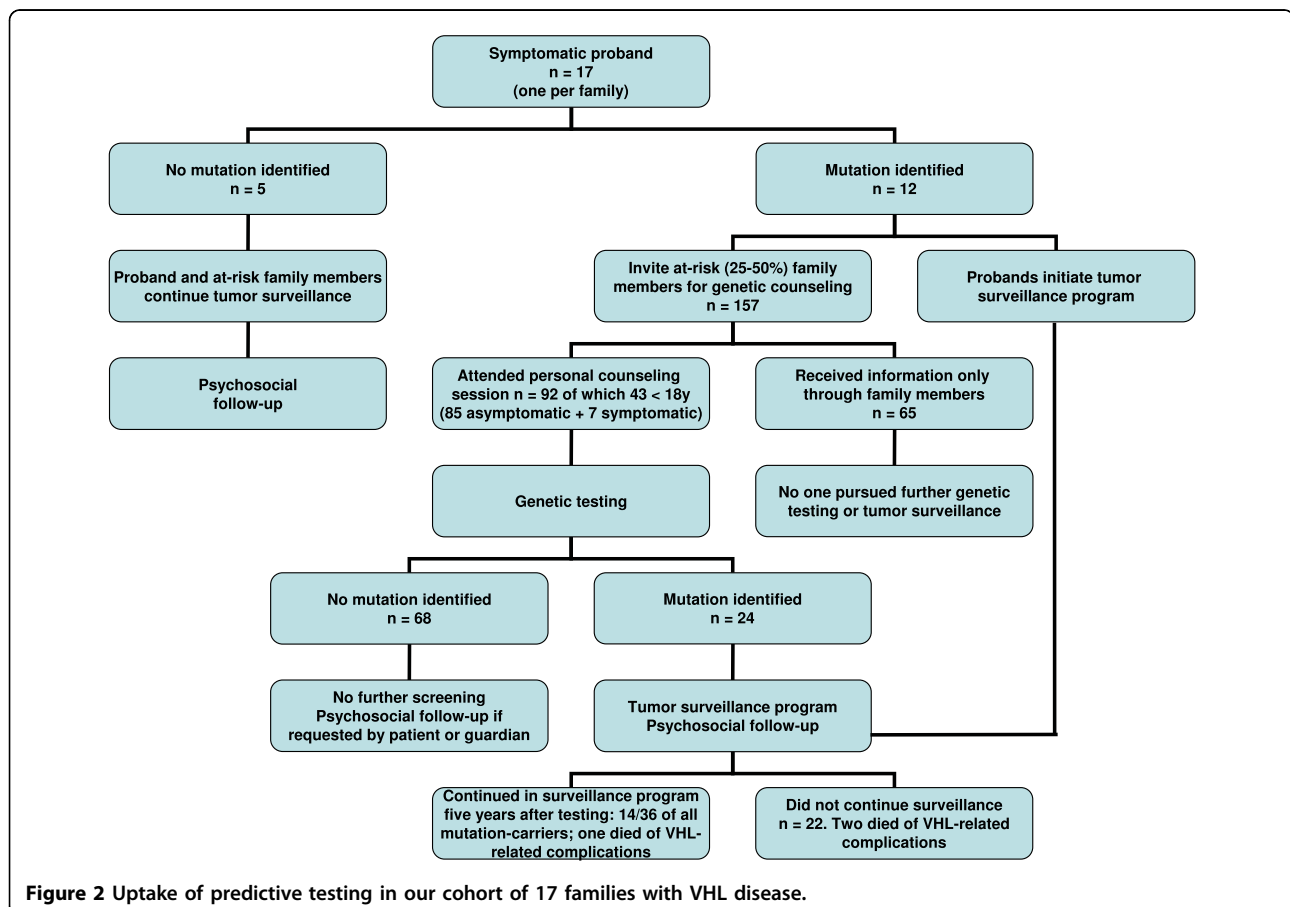 Symptomatic proband
n = 17
(one per family)
No mutation identified
n = 5
Mutation identified
n = 12
Proband and at-risk family members
continue tumor surveillance
Invite at-risk (25-50%) family
members for genetic counseling
n = 157
Probands initiate tumor
surveillance program
Psychosocial
follow-up
Attended personal counseling
session n = 92 of which 43 < 18y
(85 asymptomatic + 7 symptomatic)
Received information only
through family members
n = 65
Genetic testing
No one pursued further genetic
testing or tumor surveillance
No mutation identified
n = 68
Mutation identified
n = 24
No further screening
Psychosocial follow-up if
requested by patient or guardian
Tumor surveillance program
Psychosocial follow-up
Continued in surveillance program
five years after testing: 14/36 of all
mutation-carriers; one died of VHL-
related complications
Did not continue surveillance
n = 22. Two died of VHL-related
complications
Figure 2 Uptake of predictive testing in our cohort of 17 families with VHL disease.